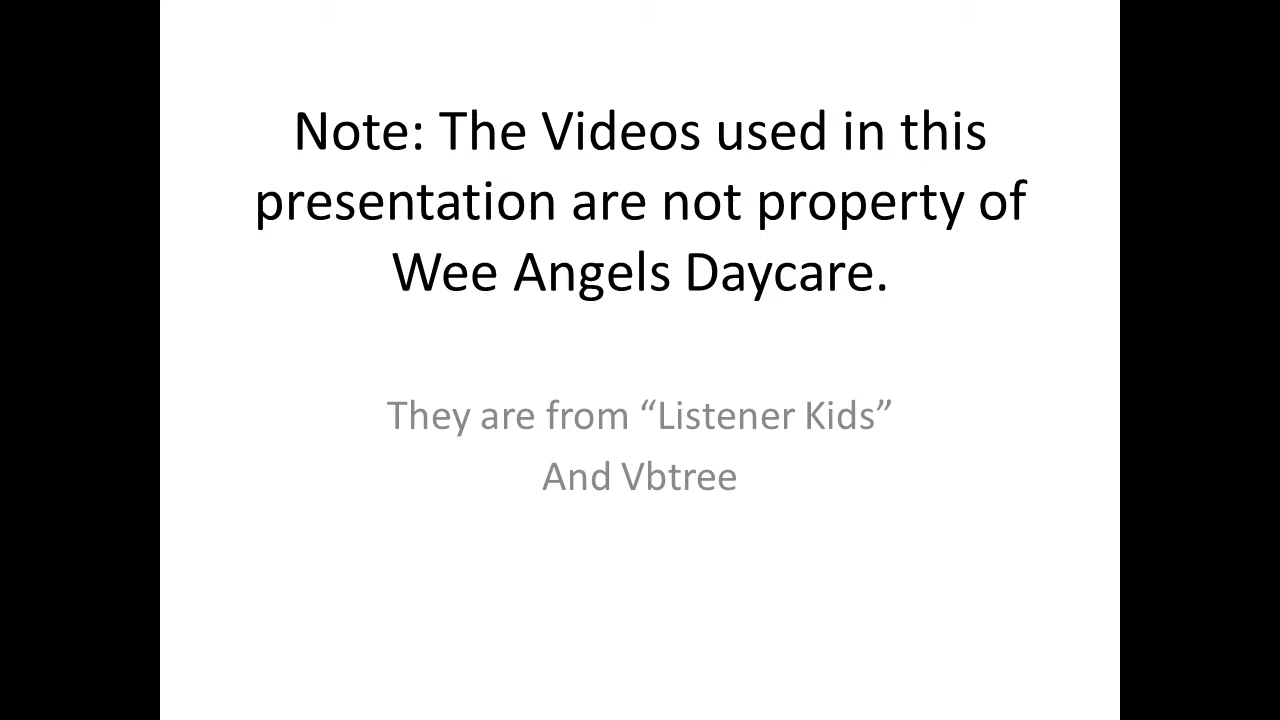 Note: The Videos used in this
presentation are not property of
Wee Angels Daycare.
They are from “Listener Kids”
And Vbtree